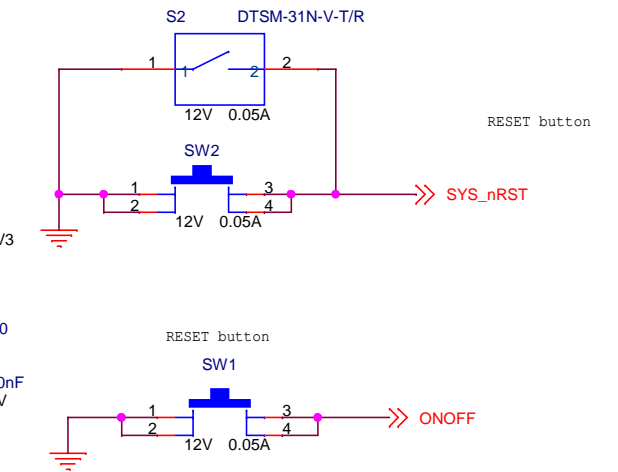 S2 DTSM-31N-V-T/R
1 1 2 2
12V 0.05A
RESET button
SW2
1 3
2 4
12V 0.05A
SYS_nRST
V3
0
RESET button
SW1
0nF
V
1 3
2 4
12V 0.05A
ONOFF